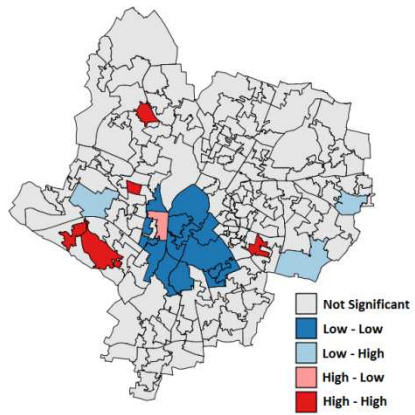 Not Significant
Low - Low
Low - High
High - Low
High - High